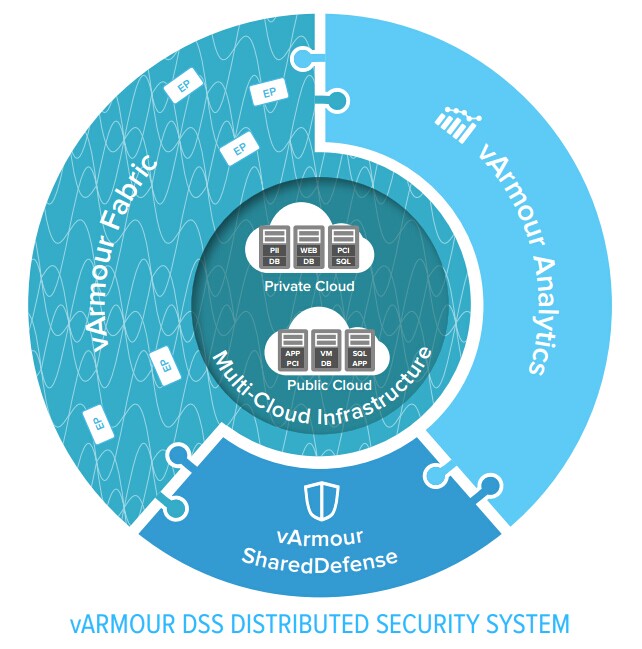 EP
EP
EP
vArmour Fabric
vArmour Analytics
PII
DB
WEB
DB
PCI
SQL
Private Cloud
APP
PCI
VM
DB
SQL
APP
Public Cloud
Multi-Cloud Infrastructure
EP
EP
vArmour
SharedDefense
vARMOUR DSS DISTRIBUTED SECURITY SYSTEM